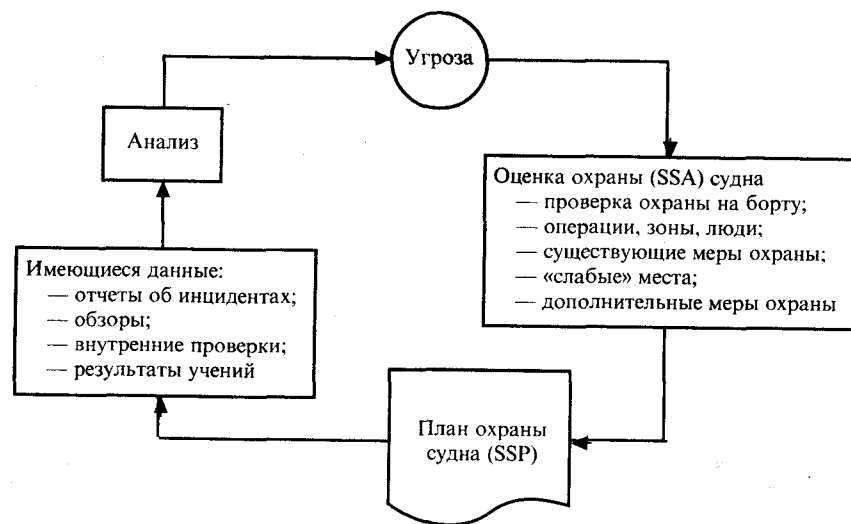 Угроза
Анализ
Оценка охраны (SSA) судна
— проверка охраны на борту;
— операции, зоны, люди;
— существующие меры охраны;
— «слабые» места;
— дополнительные меры охраны
Имеющиеся данные:
— отчеты об инцидентах;
— обзоры;
— внутренние проверки;
— результаты учений
План охраны
судна (SSP)